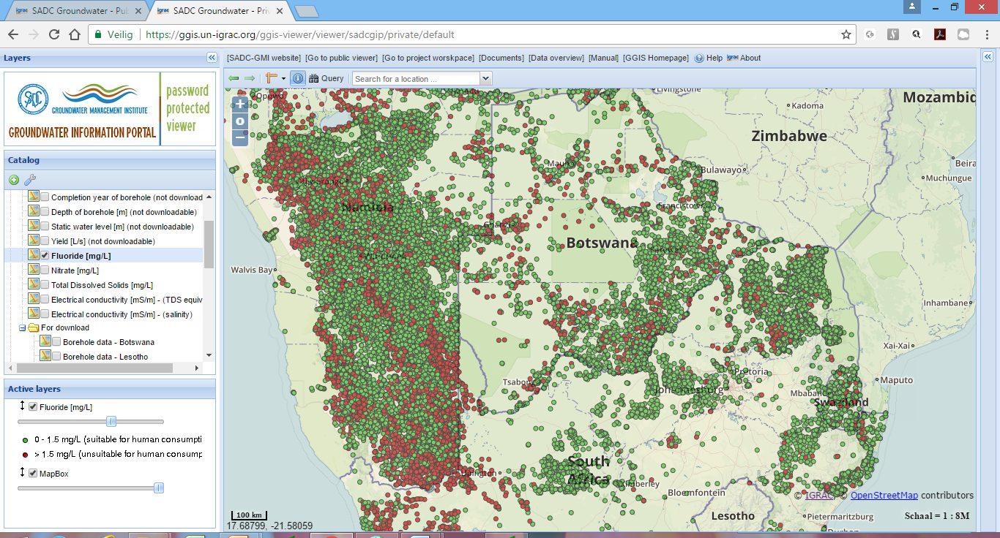 SADC Groundwater - Pub
SADC Groundwater - Priv
Veilig
https://ggis.un-igrac.org/ggis-viewer/viewer/sadcgip/private/default
Layers
SADC
GROUNDWATER MANAGEMENT INSTITUTE
GROUNDWATER INFORMATION PORTAL
password
protected
viewer
Catalog
Completion year of borehole (not download
Depth of borehole [m] (not downloadable)
Static water level [m] (not downloadable)
Yield [L/s] (not downloadable)
Fluoride [mg/L]
Nitrate [mg/L]
Total Dissolved Solids [mg/L]
Electrical conductivity [mS/m] - (TDS equiv
Electrical conductivity [mS/m] - (salinity)
For download
Borehole data - Botswana
Borehole data - Lesotho
Active layers
Fluoride [mg/L]
0 - 1.5 mg/L (suitable for human consumpti
> 1.5 mg/L (unsuitable for human consump
MapBox
[SADC-GMI website] [Go to public viewer] [Go to project worskpace] [Documents] [Data overview] [Manual] [GGIS Homepage] Help igrac About
Query
Search for a location ...
Opuwo
Livingstone
Mozambic
Kadoma
Zimbabwe
Beira
Maun
Bulawayo
Muchungue
Namibia
Francistown
Ghanzi
Botswana
Walvis Bay
Inhambane
Xai-Xai
Pretoria
Tsabong
Johannesburg
Maputo
Mbabane
Swaziland
South
Africa
Upington
Kimberley
Bloemfontein
© IGRAC, © OpenStreetMap contributors
Lesotho
Pietermaritzburg
Durban
100 km
17.68799, -21.58059
Schaal = 1 : 8M